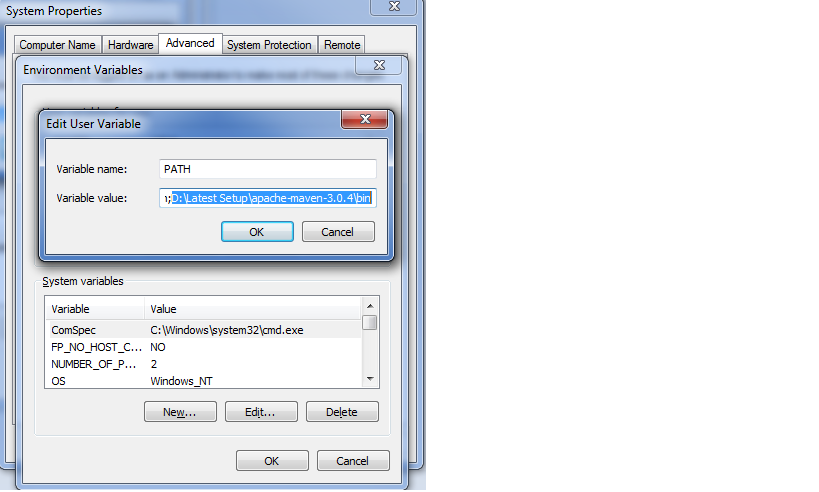 System Properties
Computer Name Hardware Advanced System Protection Remote
Environment Variables
Edit User Variable
Variable name: PATH
Variable value: ;D:\Latest Setup\apache-maven-3.0.4\bin
OK Cancel
System variables
Variable Value
ComSpec C:\Windows\system32\cmd.exe
FP_NO_HOST_C... NO
NUMBER_OF_P... 2
OS Windows_NT
New... Edit... Delete
OK Cancel